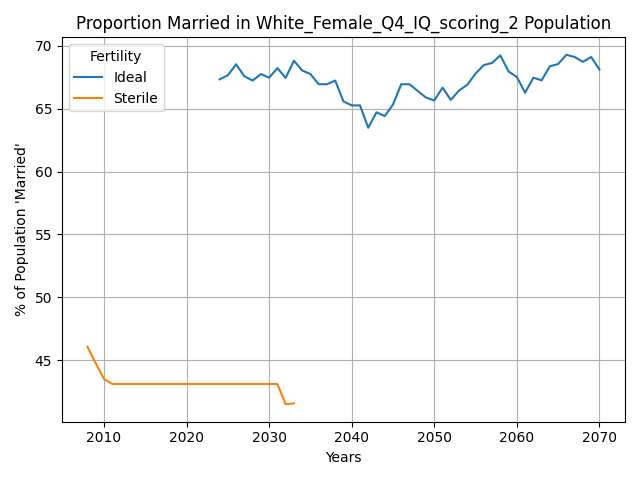 Proportion Married in White_Female_Q4_IQ_scoring_2 Population
Fertility
Ideal
Sterile
% of Population 'Married'
70
65
60
55
50
45
2010 2020 2030 2040 2050 2060 2070
Years